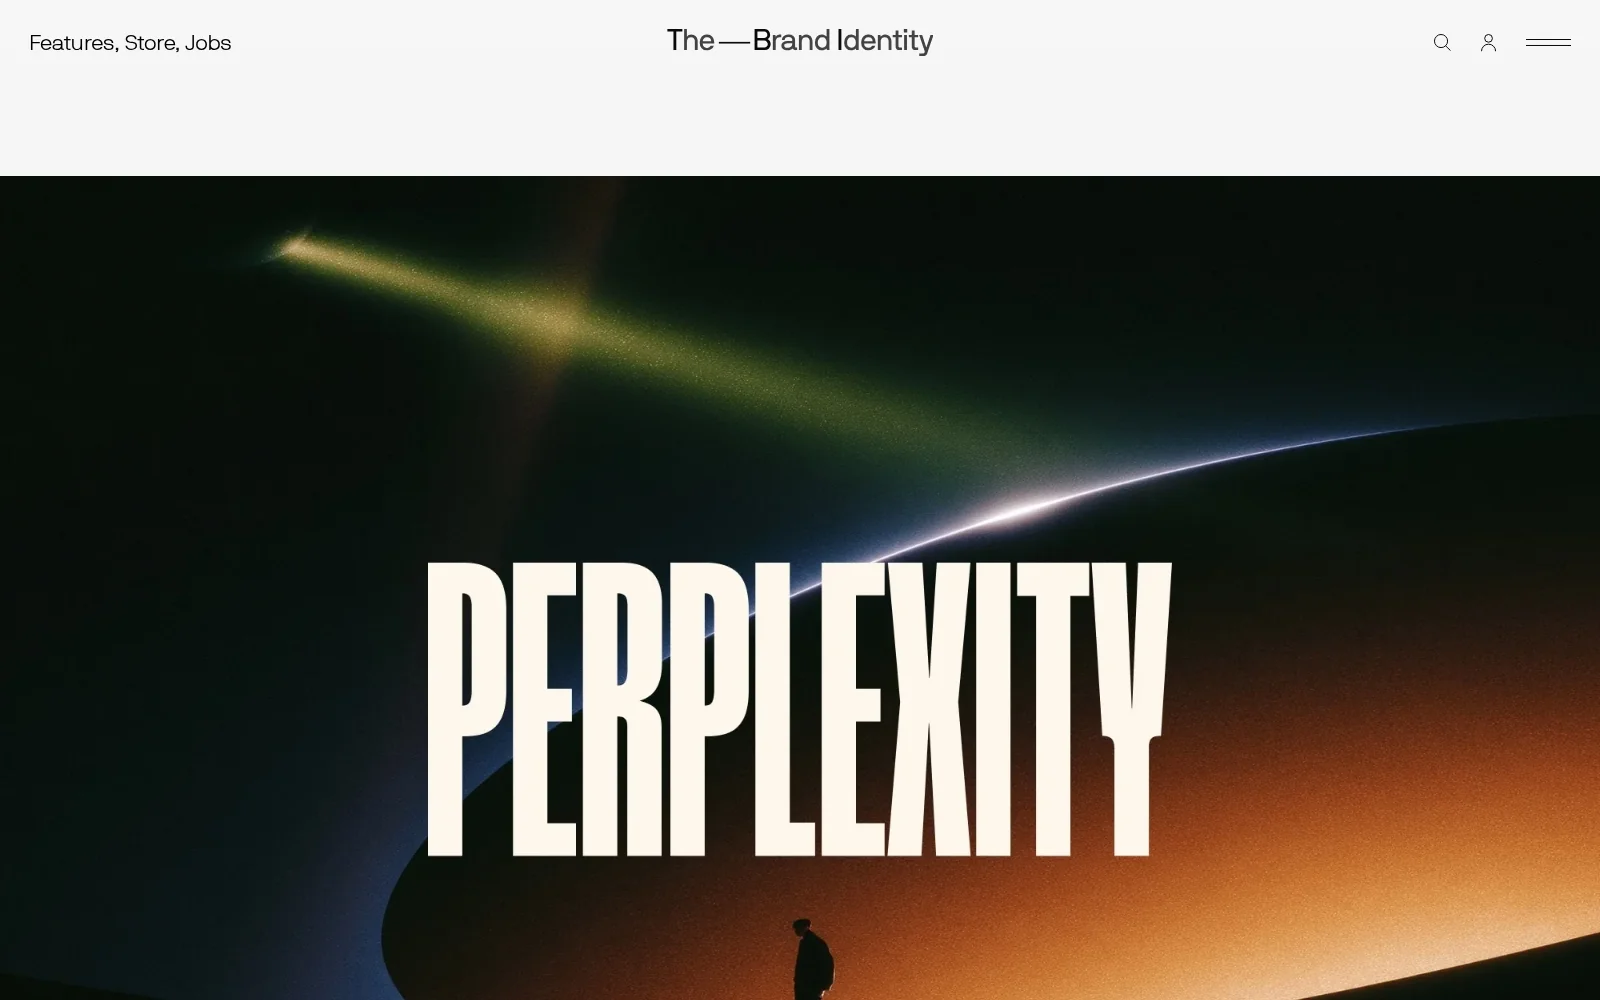 Features, Store, Jobs
The — Brand Identity
PERPLEXITY